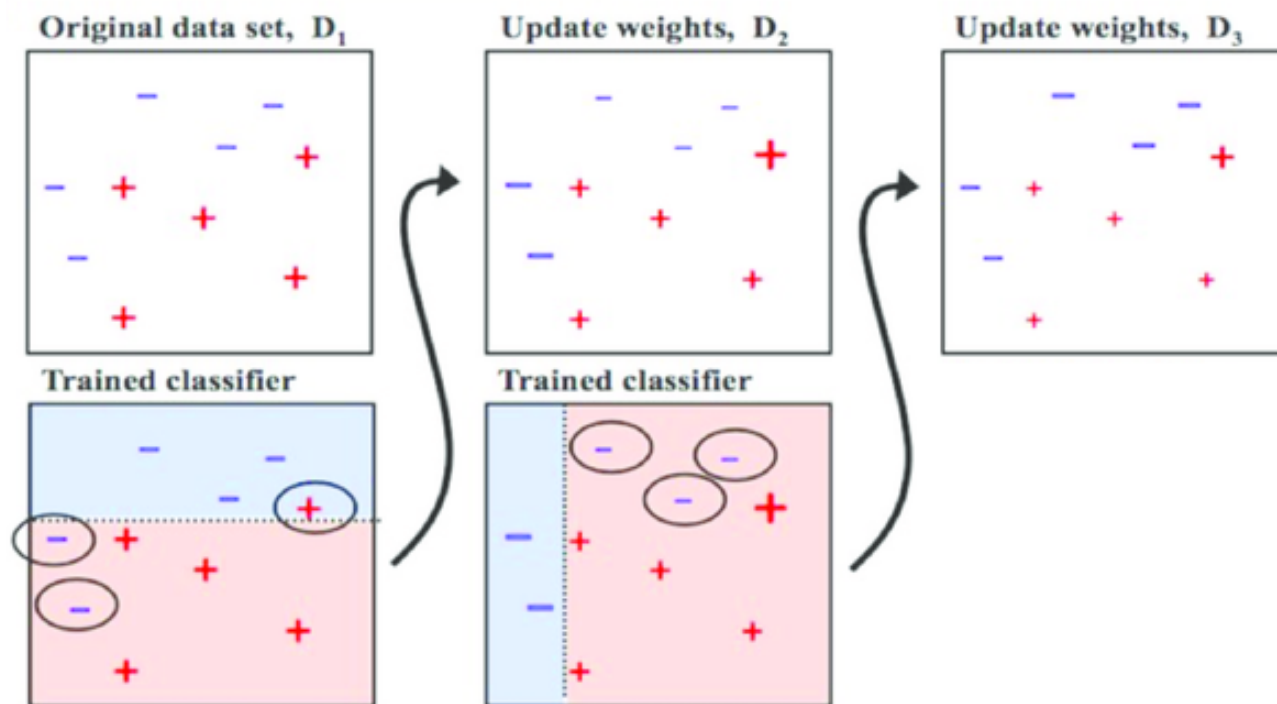 Original data set, D₁
Update weights, D₂
Update weights, D₃
Trained classifier
Trained classifier